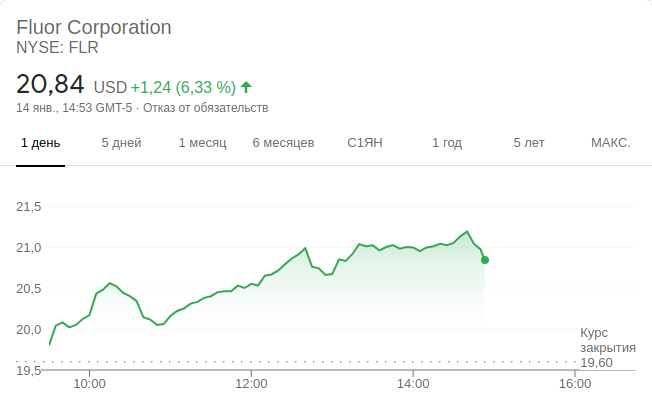 Fluor Corporation
NYSE: FLR
20,84 USD +1,24 (6,33 %)
14 янв., 14:53 GMT-5 · Отказ от обязательств
1 день 5 дней 1 месяц 6 месяцев С1ЯН 1 год 5 лет МАКС.
21,5
21,0
20,5
20,0
19,5
Курс
закрытия
19,60
10:00 12:00 14:00 16:00